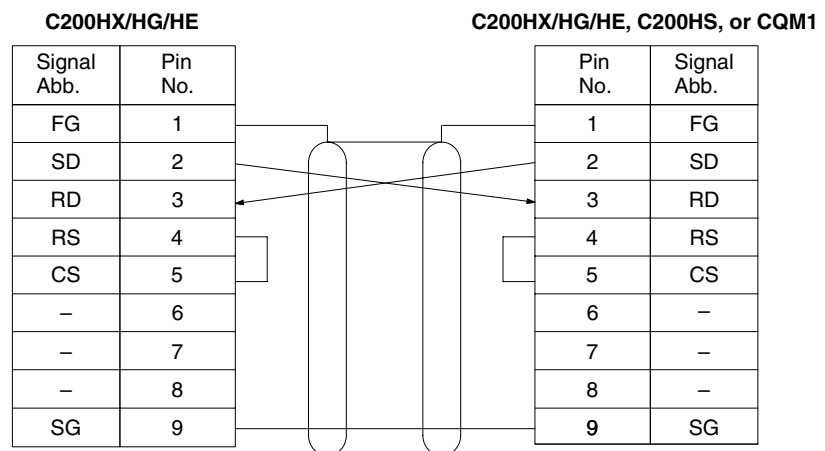 C200HX/HG/HE C200HX/HG/HE, C200HS, or CQM1
Signal Abb. Pin No. Pin No. Signal Abb.
FG 1 1 FG
SD 2 2 SD
RD 3 3 RD
RS 4 4 RS
CS 5 5 CS
– 6 6 –
– 7 7 –
– 8 8 –
SG 9 9 SG